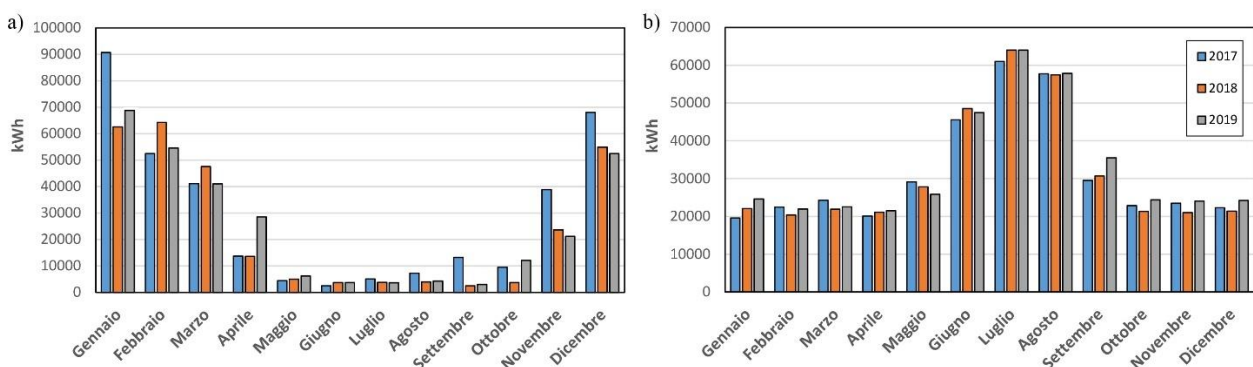 a)
kWh
100000
90000
80000
70000
60000
50000
40000
30000
20000
10000
0
Gennaio
Febbraio
Marzo
Aprile
Maggio
Giugno
Luglio
Agosto
Settembre
Ottobre
Novembre
Dicembre
b)
kWh
70000
60000
50000
40000
30000
20000
10000
0
Gennaio
Febbraio
Marzo
Aprile
Maggio
Giugno
Luglio
Agosto
Settembre
Ottobre
Novembre
Dicembre
2017
2018
2019